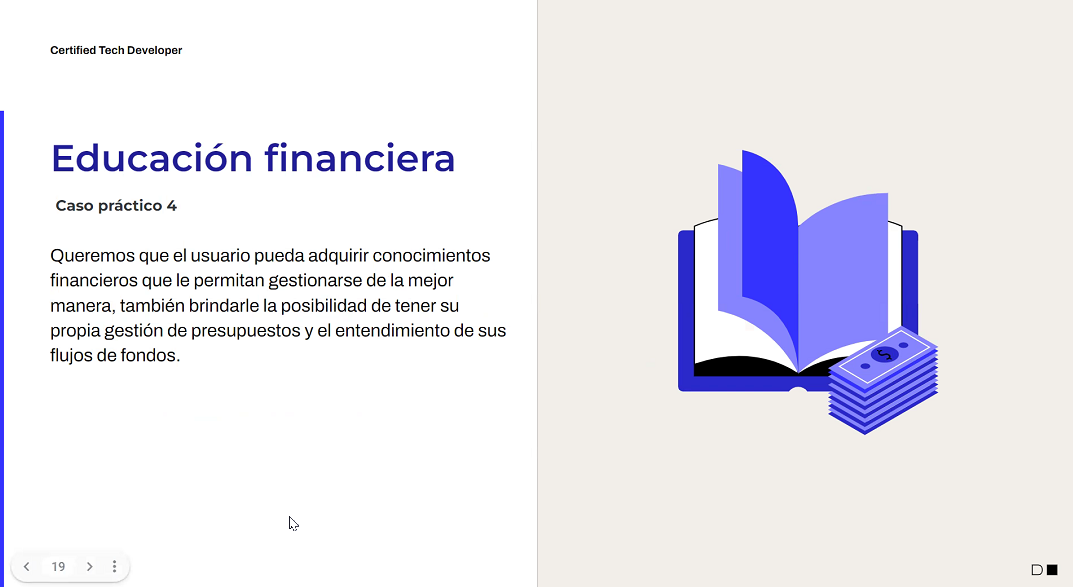 Certified Tech Developer
Educación financiera
Caso práctico 4
Queremos que el usuario pueda adquirir conocimientos
financieros que le permitan gestionarse de la mejor
manera, también brindarle la posibilidad de tener su
propia gestión de presupuestos y el entendimiento de sus
flujos de fondos.
$
19
D